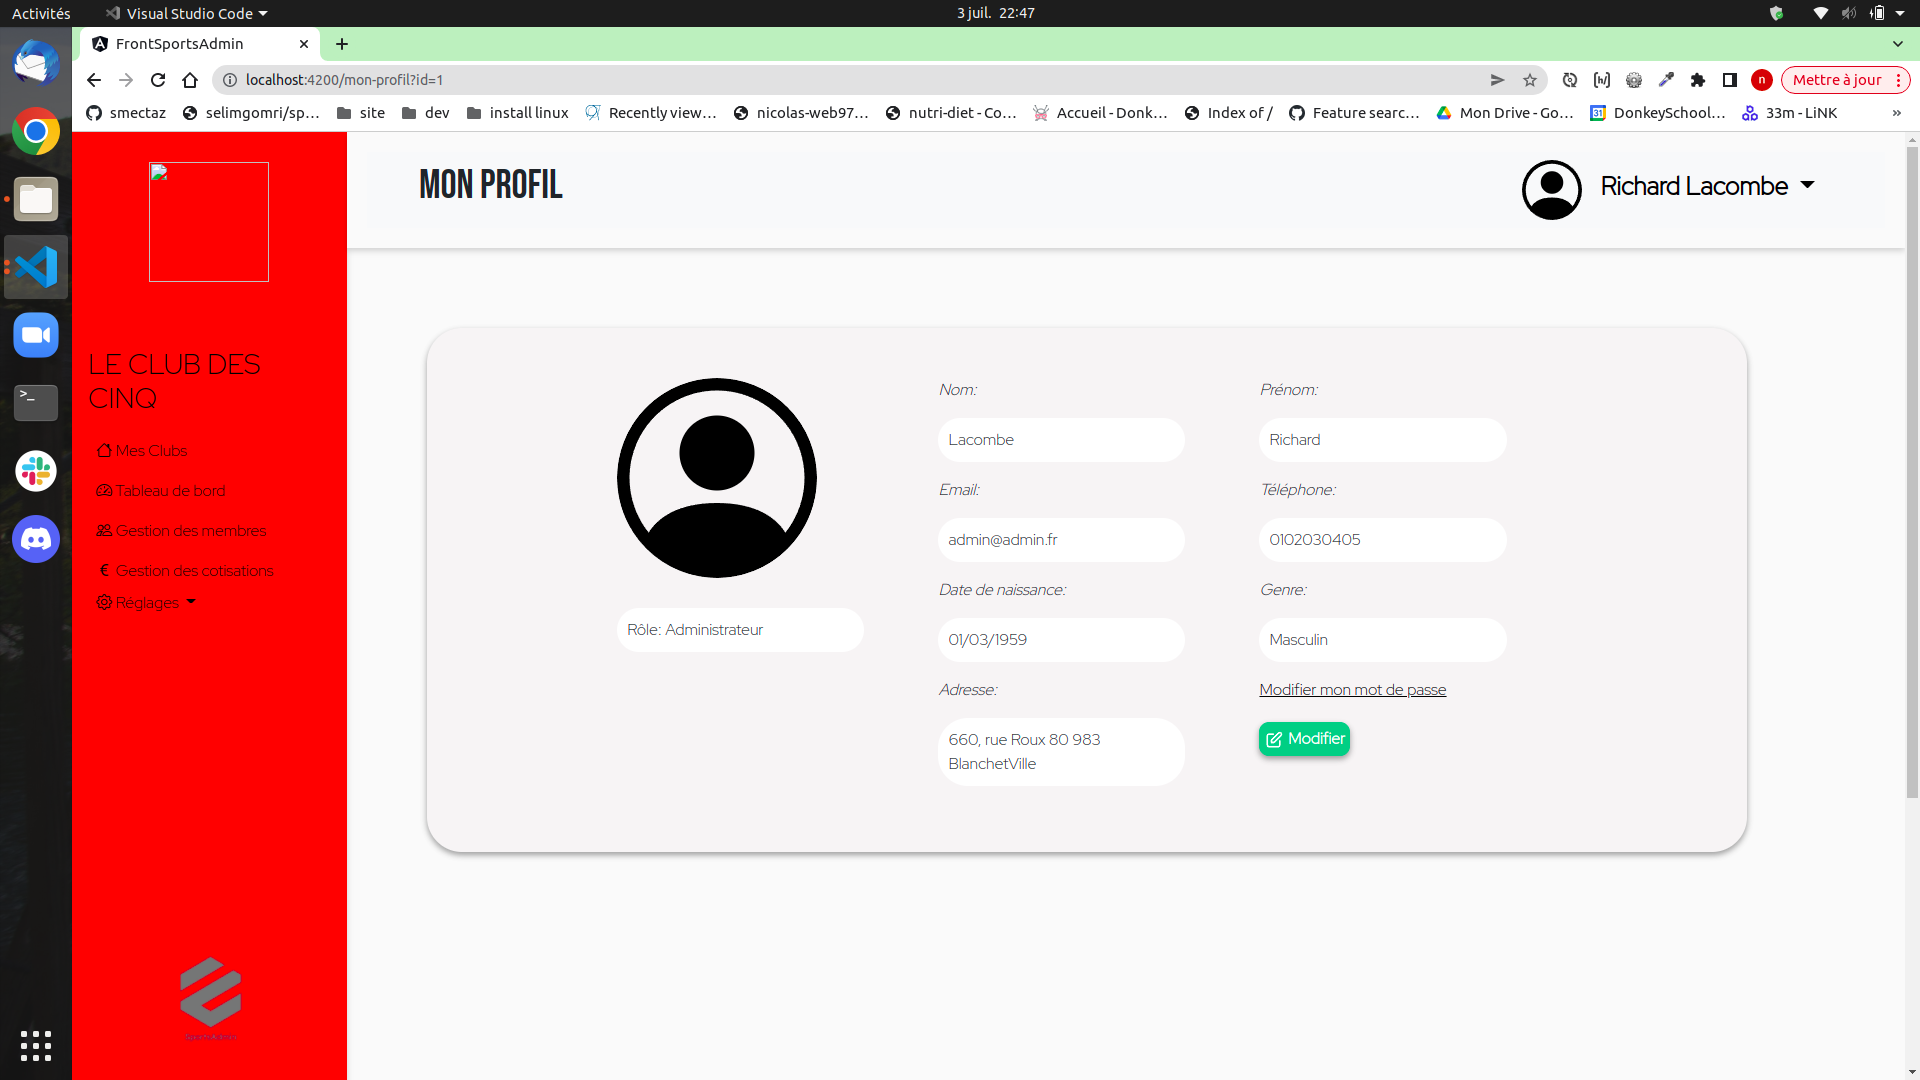 Activités
Visual Studio Code
3 juil. 22:47
FrontSportsAdmin
localhost:4200/mon-profil?id=1
n
Mettre à jour
smectaz
selimgomri/sp…
site
dev
install linux
Recently view…
nicolas-web97…
nutri-diet - Co…
Accueil - Donk…
Index of /
Feature searc…
Mon Drive - Go…
DonkeySchool…
33m - LiNK
»
MON PROFIL
Richard Lacombe
LE CLUB DES
CINQ
Mes Clubs
Tableau de bord
Gestion des membres
€ Gestion des cotisations
Réglages
Rôle: Administrateur
Nom:
Lacombe
Prénom:
Richard
Email:
admin@admin.fr
Téléphone:
0102030405
Date de naissance:
01/03/1959
Genre:
Masculin
Adresse:
660, rue Roux 80 983
BlanchetVille
Modifier mon mot de passe
Modifier